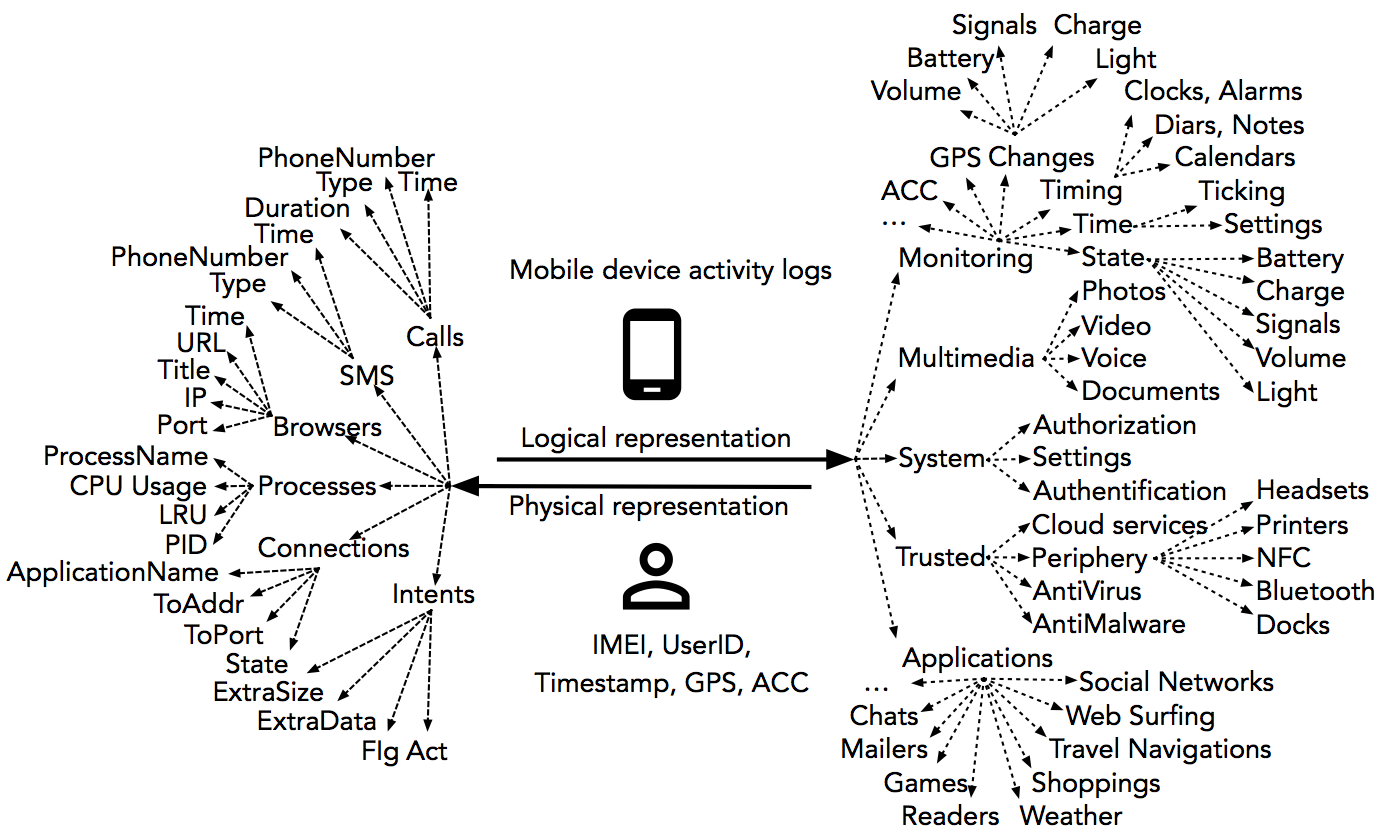 Signals Charge
Battery
Light
Volume
Clocks, Alarms
Diars, Notes
PhoneNumber
GPS Changes
Calendars
Type Time
ACC
Timing
Ticking
Duration
...
Time
Settings
Time
PhoneNumber
Monitoring
State
Battery
Mobile device activity logs
Type
Photos
Charge
Time
Video
Signals
URL
Calls
Multimedia
Voice
Volume
Title
SMS
Documents
Light
IP
Port
Browsers
Authorization
Logical representation
ProcessName
System
Settings
CPU Usage
Processes
Authentification
Headsets
LRU
Physical representation
Cloud services
Printers
PID
Connections
Trusted
Periphery
NFC
ApplicationName
Intents
AntiVirus
Bluetooth
ToAddr
AntiMalware
Docks
ToPort
IMEI, UserID,
State
Timestamp, GPS, ACC
Applications
ExtraSize
...
Social Networks
ExtraData
Chats
Web Surfing
Flg Act
Mailers
Travel Navigations
Games
Shoppings
Readers
Weather